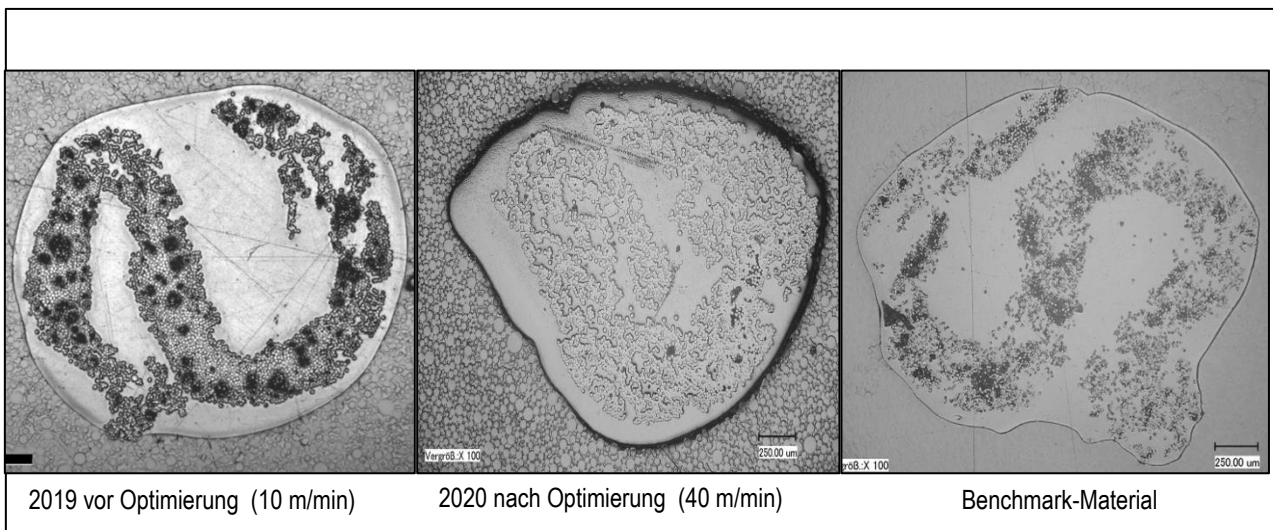 Vergröß.:X 100
250.00 um
größ.:X 100
250.00 um
2019 vor Optimierung (10 m/min)
2020 nach Optimierung (40 m/min)
Benchmark-Material